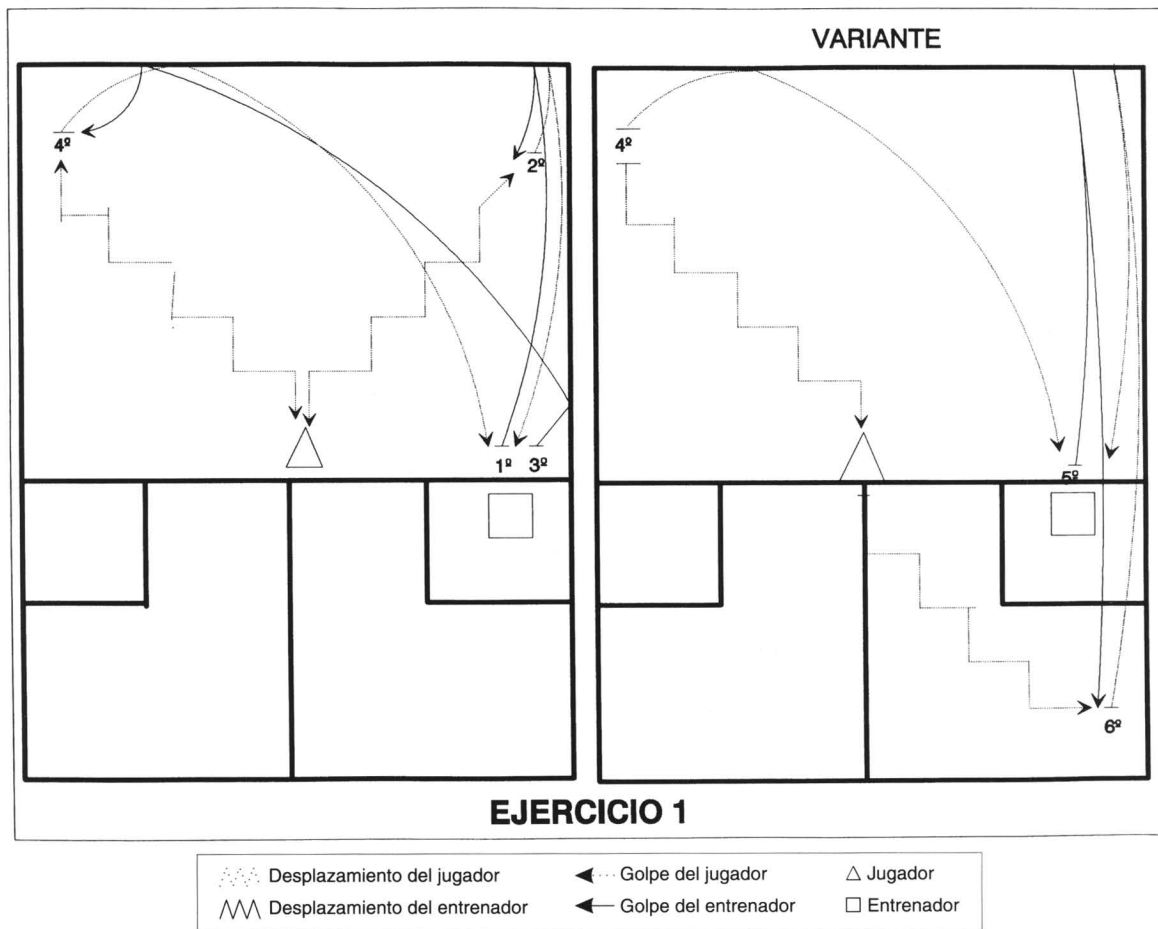 VARIANTE
4º
2º
1º 3º
4º
5º
6º
EJERCICIO 1
Desplazamiento del jugador
Golpe del jugador
Jugador
Desplazamiento del entrenador
Golpe del entrenador
Entrenador